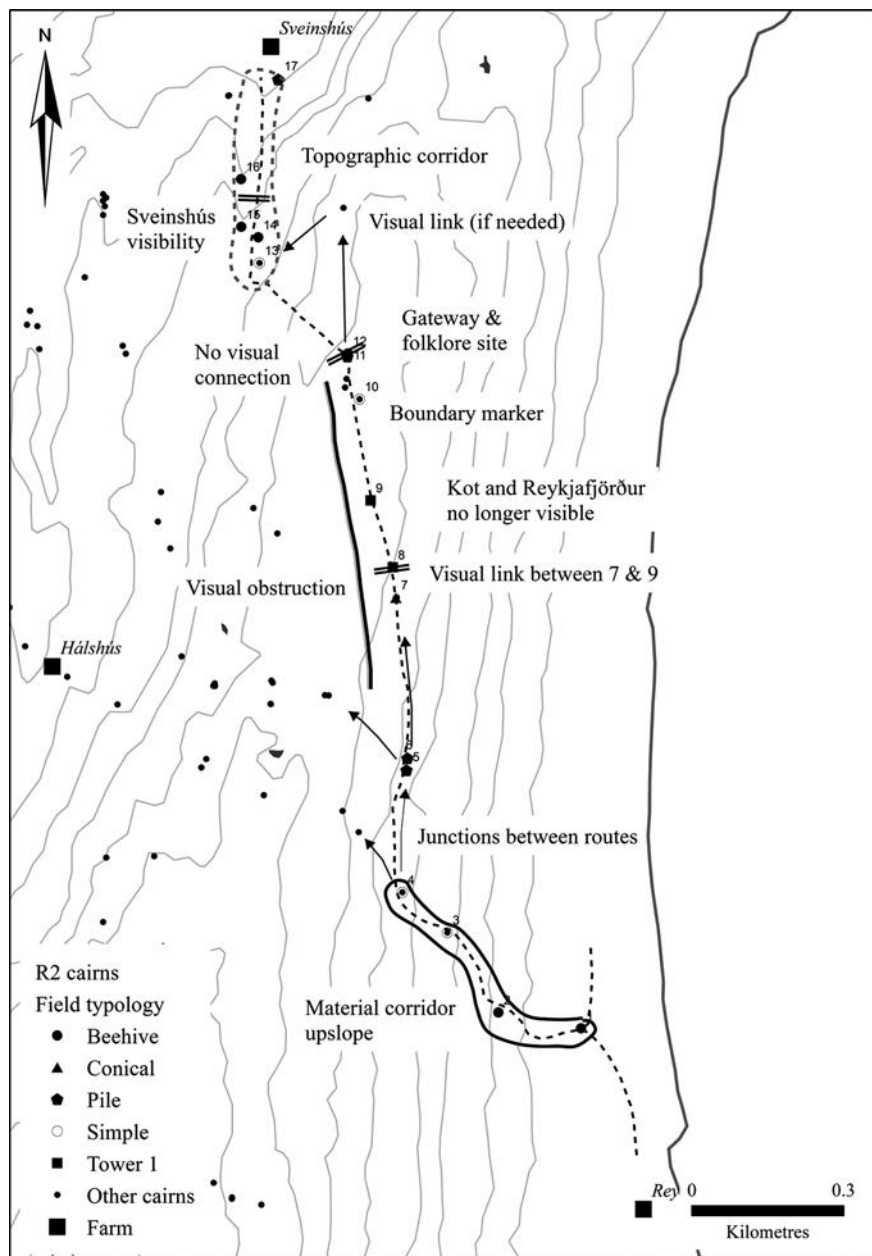 N
Sveinshús
17
Topographic corridor
16
Sveinshús
visibility
15
14
13
Visual link (if needed)
Gateway &
folklore site
12
11
No visual
connection
10
Boundary marker
9
Kot and Reykjafjörður
no longer visible
8
Visual link between 7 & 9
7
Visual obstruction
Hálshús
6
5
Junctions between routes
4
3
2
Material corridor
upslope
R2 cairns
Field typology
Beehive
Conical
Pile
Simple
Tower 1
Other cairns
Farm
Rey
0
0.3
Kilometres